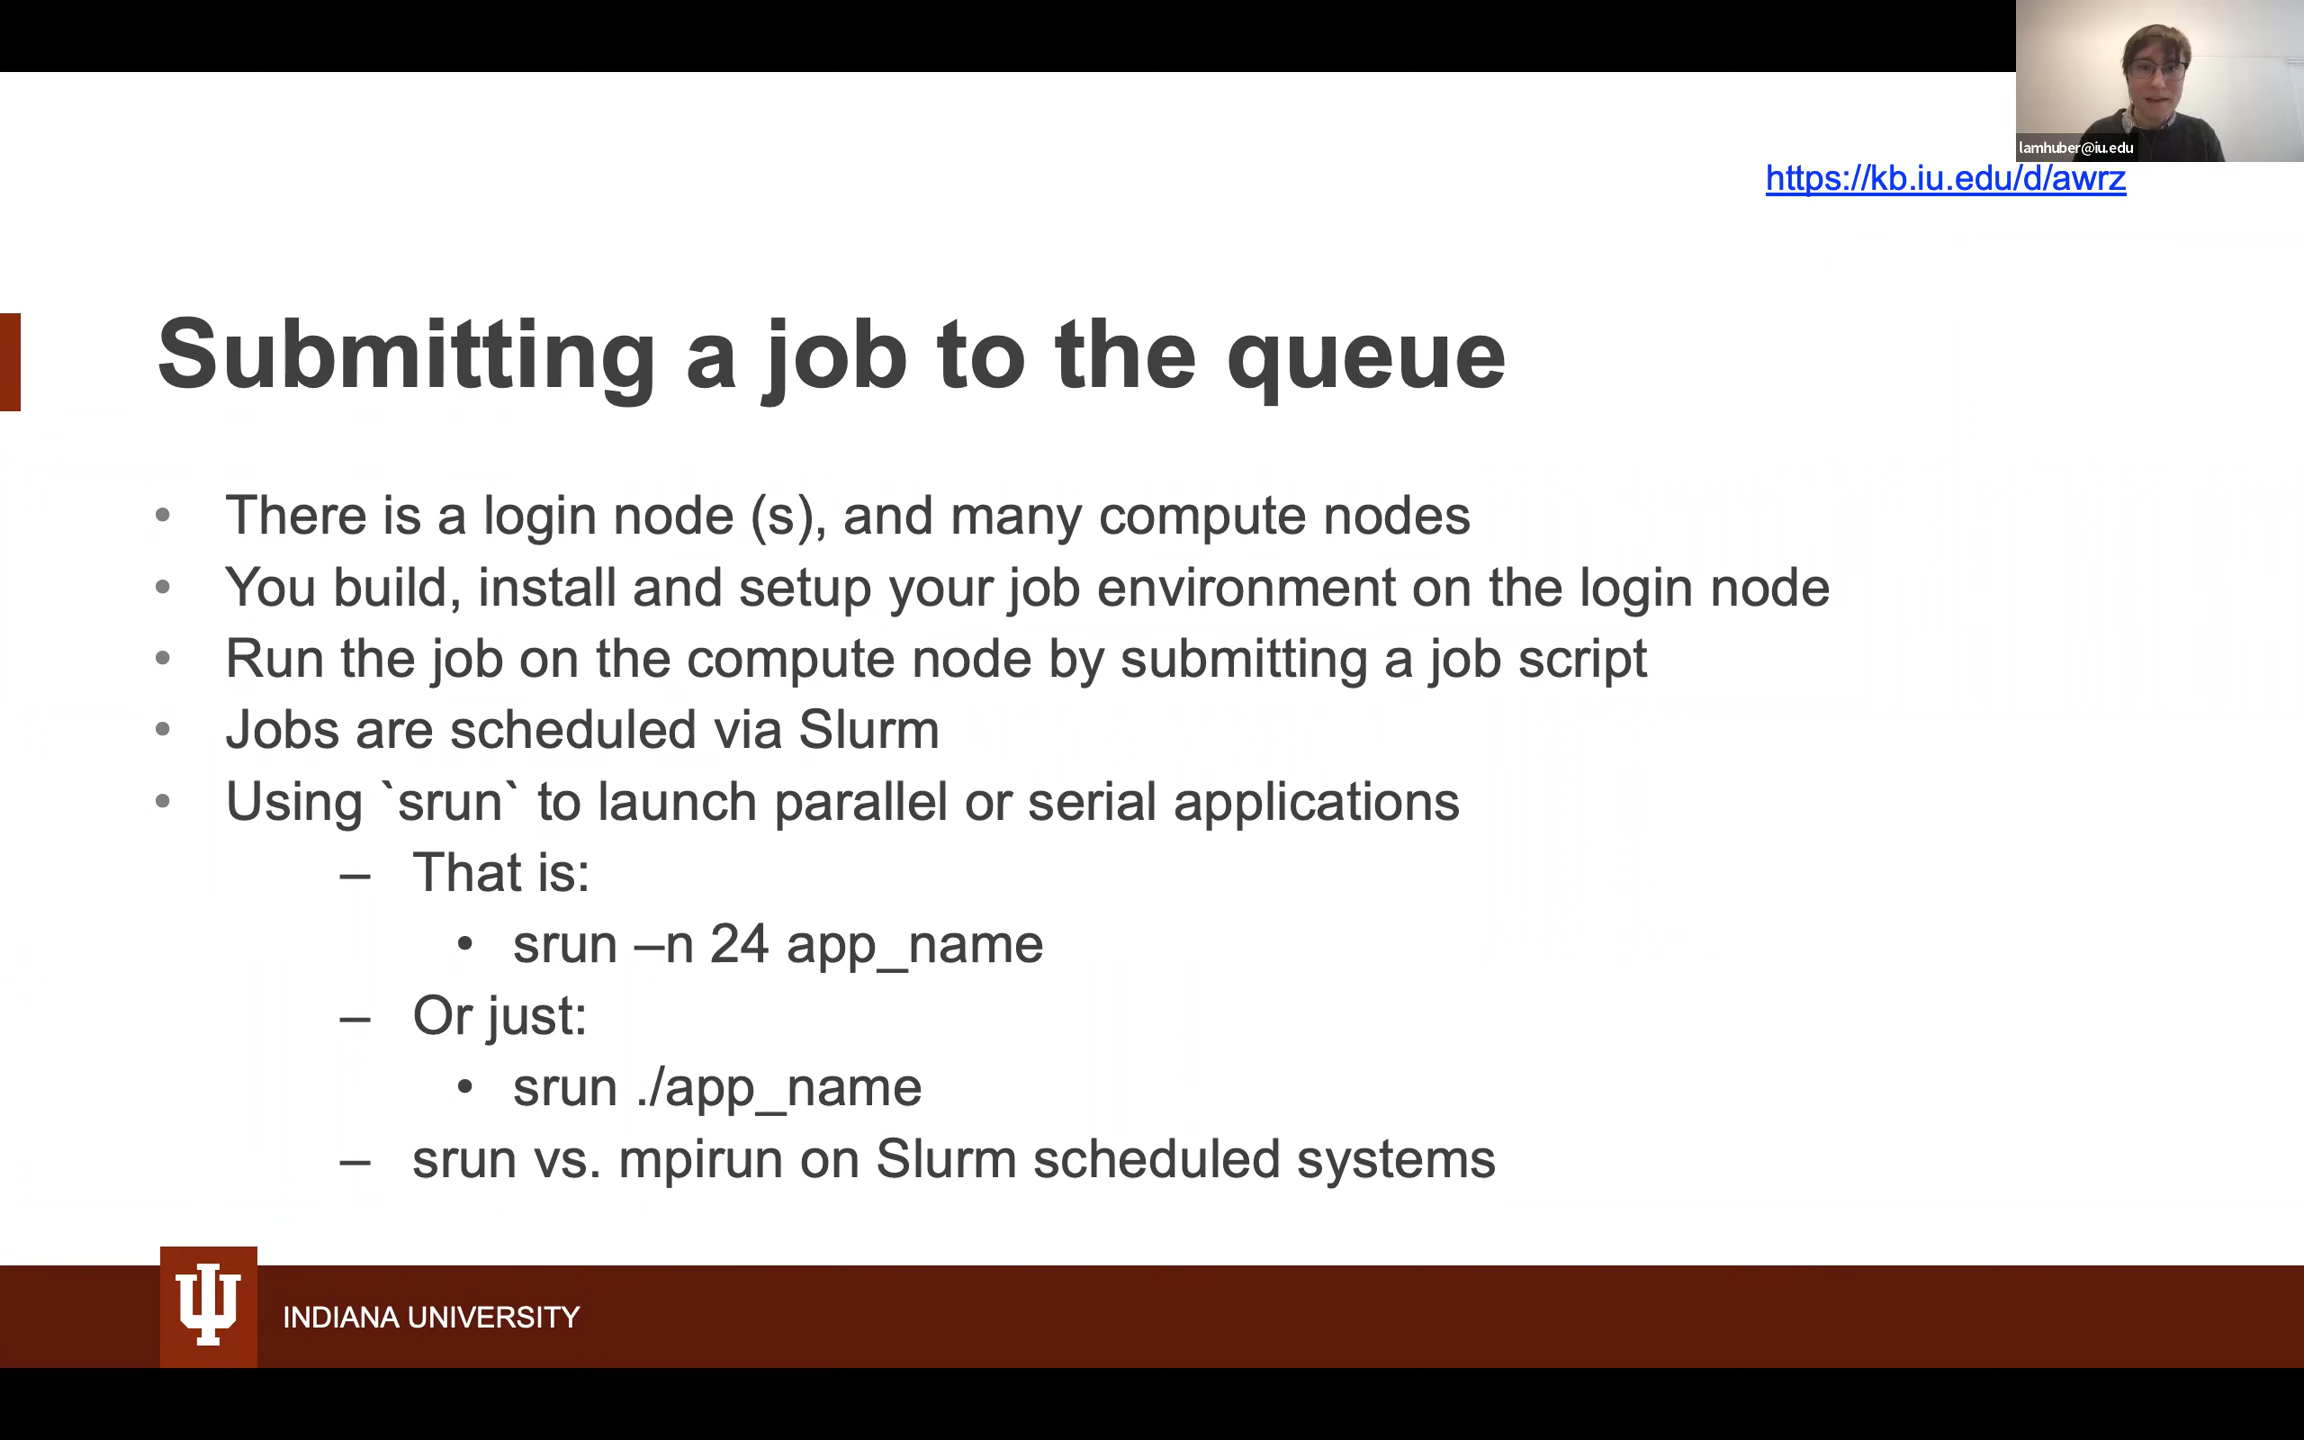 lamhuber@iu.edu
https://kb.iu.edu/d/awrz
Submitting a job to the queue
• There is a login node (s), and many compute nodes
• You build, install and setup your job environment on the login node
• Run the job on the compute node by submitting a job script
• Jobs are scheduled via Slurm
• Using `srun` to launch parallel or serial applications
– That is:
• srun –n 24 app_name
– Or just:
• srun ./app_name
– srun vs. mpirun on Slurm scheduled systems
INDIANA UNIVERSITY